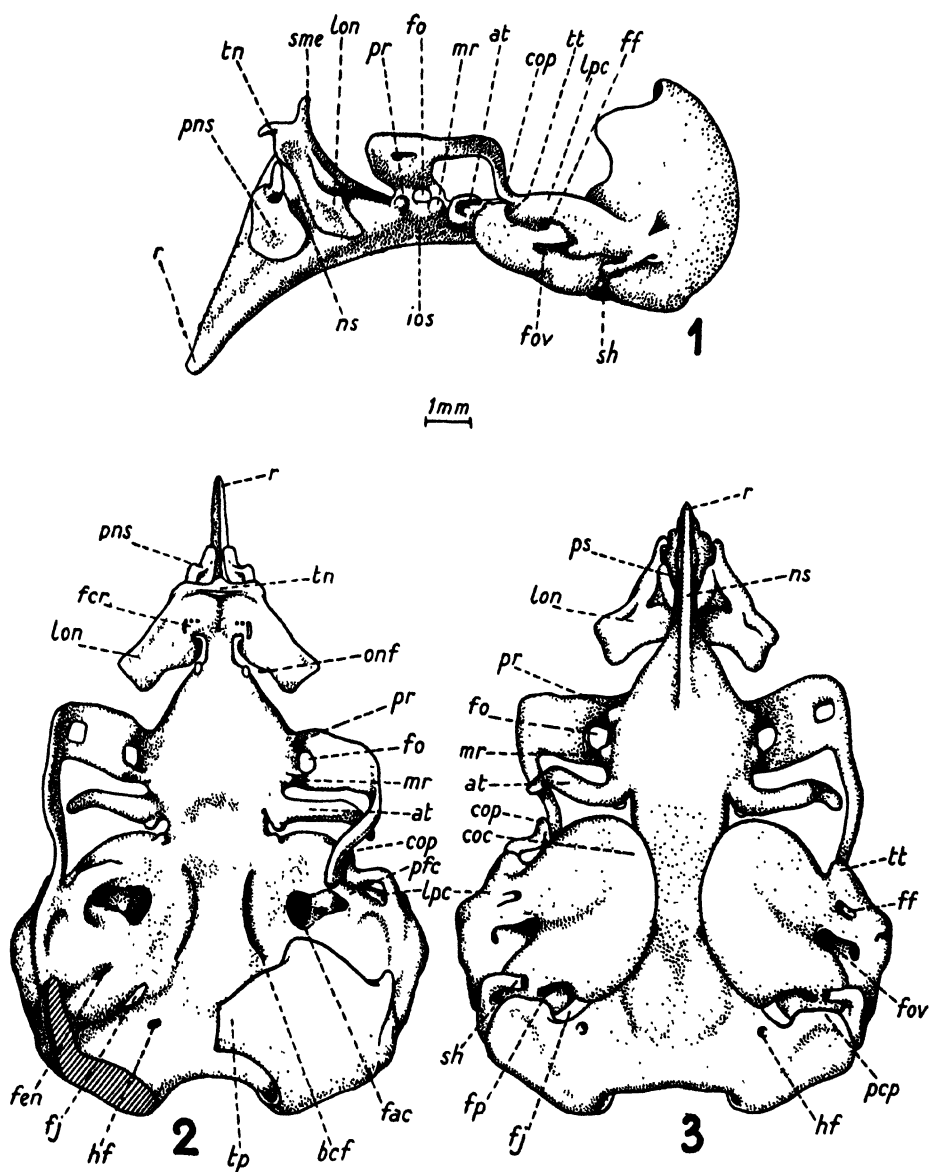 tn
sme
lon
pr
fo
mr
at
cop
tt
lpc
ff
pns
r
ns
ios
fov
sh
1
1mm
r
pns
tn
fcr
lon
onf
pr
fo
mr
at
cop
pfc
lpc
fen
fj
hf
2
tp
bcf
fac
r
ps
ns
lon
pr
fo
mr
at
cop
coc
tt
ff
fov
sh
fp
fj
3
hf
pcp